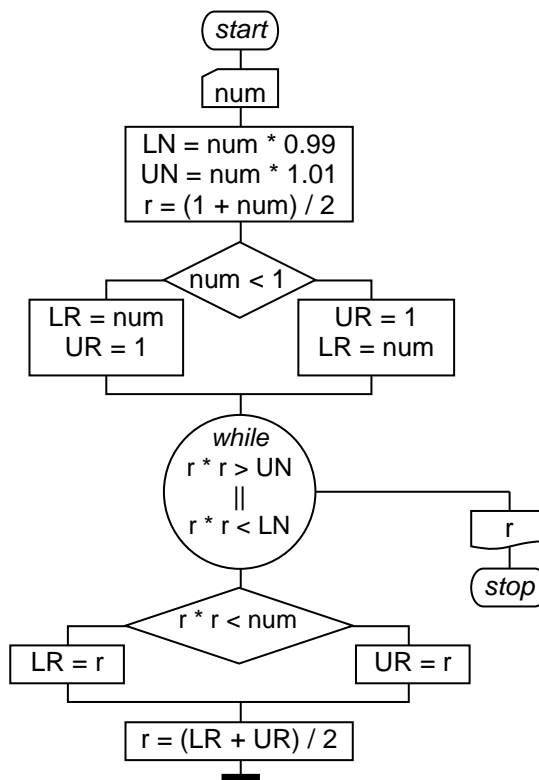 start
num
LN = num * 0.99
UN = num * 1.01
r = (1 + num) / 2
num < 1
LR = num
UR = 1
UR = 1
LR = num
while
r * r > UN
||
r * r < LN
r
stop
r * r < num
LR = r
UR = r
r = (LR + UR) / 2